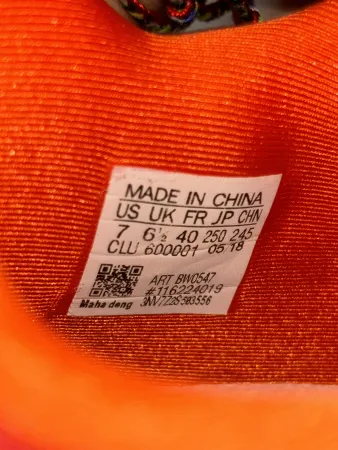 MADE IN CHINA
US UK FR JP CHN
7 6½ 40 250 245
CLU 600001 05 18
ART BW0547
#116224019
Maha deng 3NV7Z2S583556